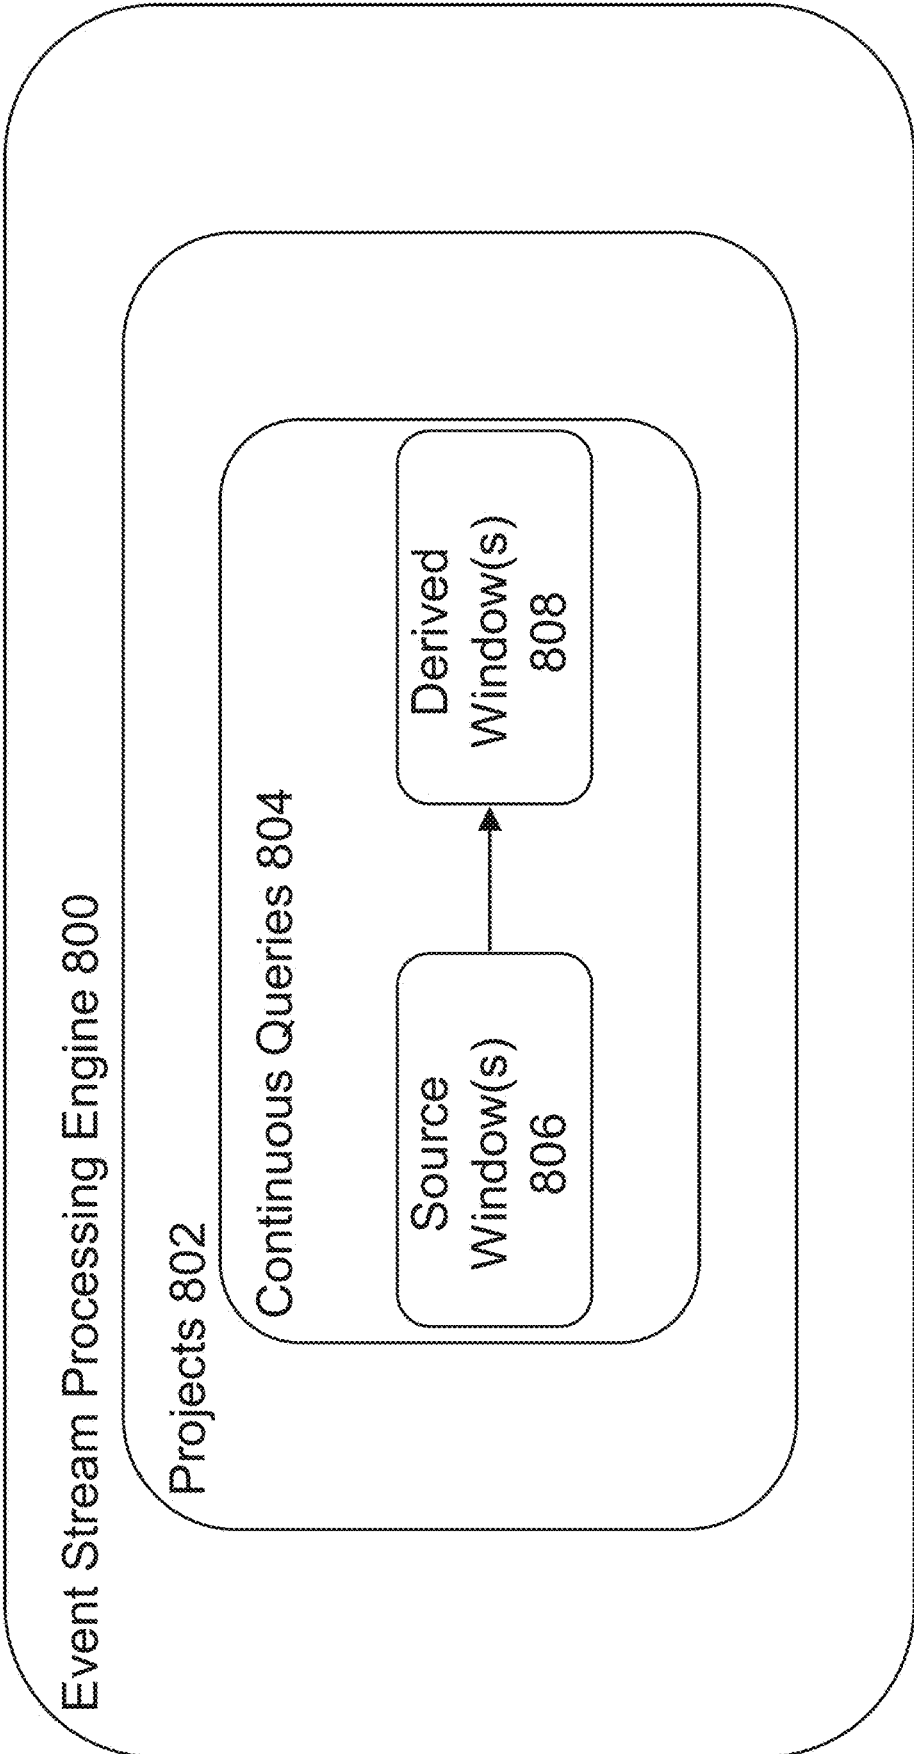 Event Stream Processing Engine 800
Projects 802
Continuous Queries 804
Source
Window(s)
806
Derived
Window(s)
808